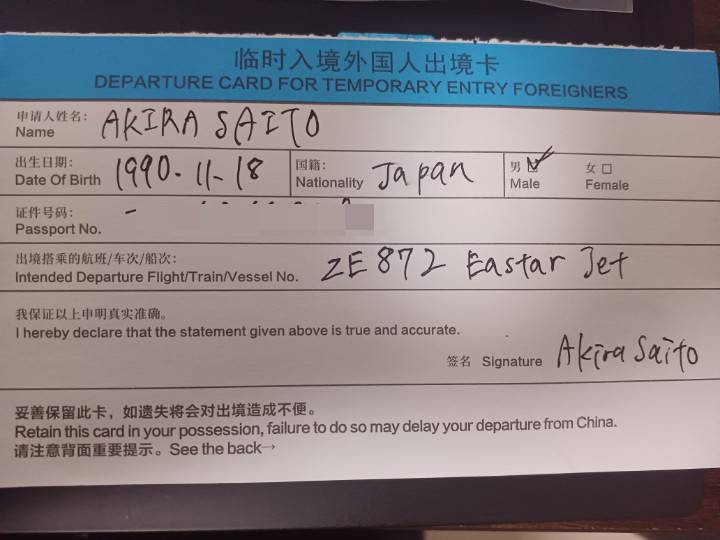 临时入境外国人出境卡
DEPARTURE CARD FOR TEMPORARY ENTRY FOREIGNERS
申请人姓名: AKIRA SAITO
Name
出生日期: 1990.11-18 国籍: Japan 男 ☑ 女 □
Date Of Birth Nationality Male Female
证件号码:
Passport No.
出境搭乘的航班/车次/船次: ZE872 Eastar Jet
Intended Departure Flight/Train/Vessel No.
我保证以上申明真实准确。
I hereby declare that the statement given above is true and accurate.
签名 Signature Akira Saito
妥善保留此卡,如遗失将会对出境造成不便。
Retain this card in your possession, failure to do so may delay your departure from China.
请注意背面重要提示。See the back→